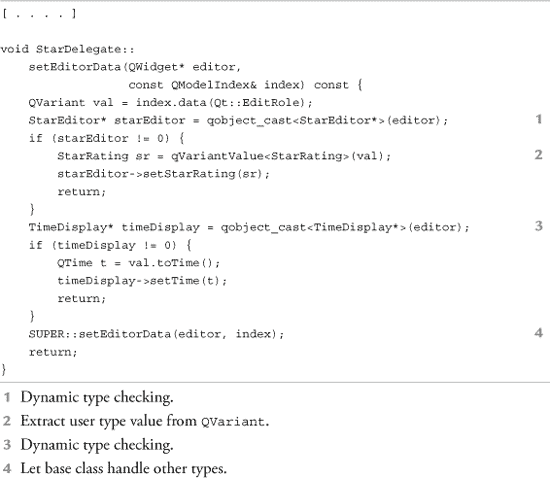 [ . . . . ]
void StarDelegate::
    setEditorData(QWidget* editor,
                  const QModelIndex& index) const {
    QVariant val = index.data(Qt::EditRole);
    StarEditor* starEditor = qobject_cast<StarEditor*>(editor); 1
    if (starEditor != 0) {
        StarRating sr = qVariantValue<StarRating>(val); 2
        starEditor->setStarRating(sr);
        return;
    }
    TimeDisplay* timeDisplay = qobject_cast<TimeDisplay*>(editor); 3
    if (timeDisplay != 0) {
        QTime t = val.toTime();
        timeDisplay->setTime(t);
        return;
    }
    SUPER::setEditorData(editor, index); 4
    return;
}
1 Dynamic type checking.
2 Extract user type value from QVariant.
3 Dynamic type checking.
4 Let base class handle other types.